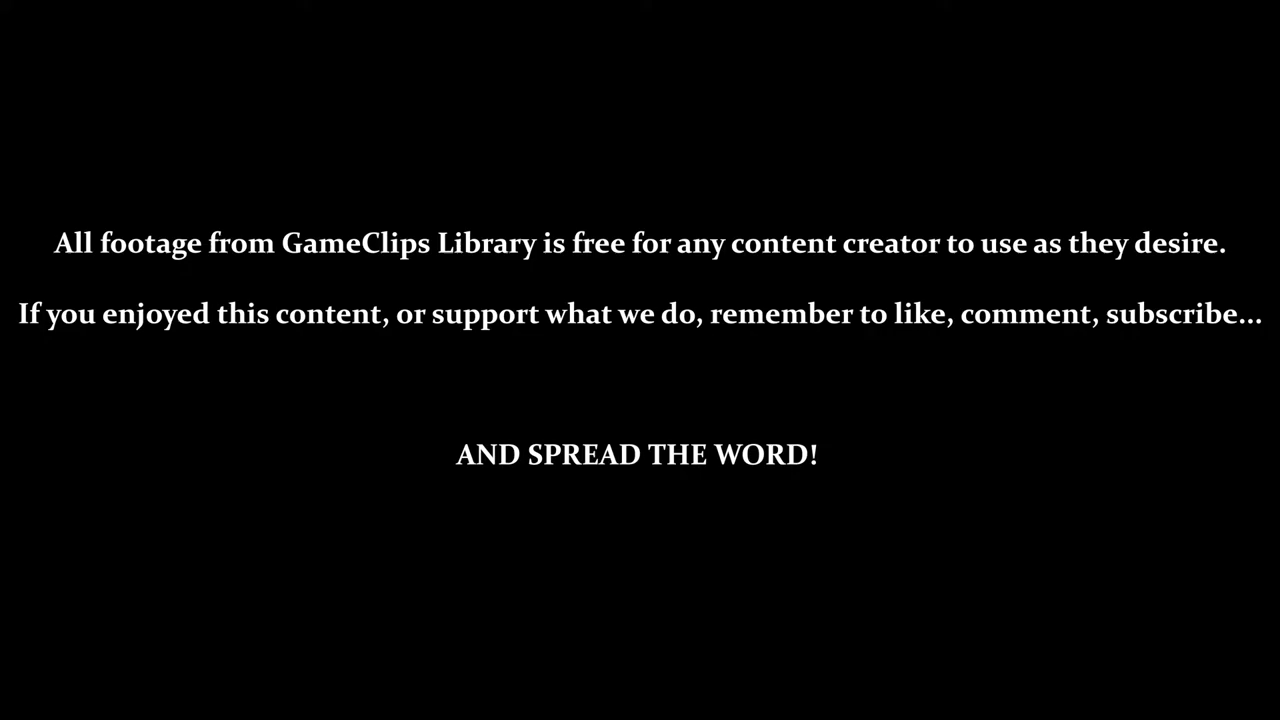 All footage from GameClips Library is free for any content creator to use as they desire.
If you enjoyed this content, or support what we do, remember to like, comment, subscribe...
AND SPREAD THE WORD!